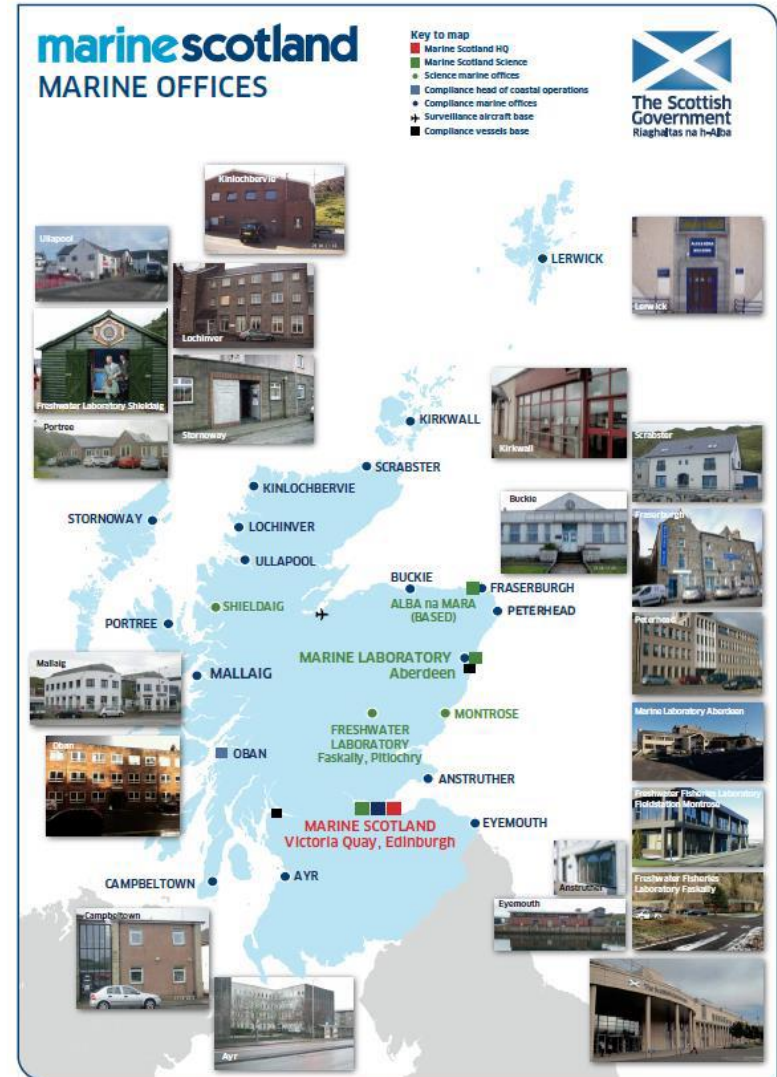 marinescotland
MARINE OFFICES
Key to map
Marine Scotland HQ
Marine Scotland Science
Science marine offices
Compliance head of coastal operations
Compliance marine offices
Surveillance aircraft base
Compliance vessels base
The Scottish
Government
Riaghaltas na h-Alba
Kinlochbervie
Ullapool
Lochinver
Freshwater Laboratory Shieldaig
Stornoway
Portree
LERWICK
Lerwick
KIRKWALL
Kirkwall
SCRABSTER
Scrabster
KINLOCHBERVIE
STORNOWAY
LOCHINVER
ULLAPOOL
Buckie
Fraserburgh
BUCKIE
FRASERBURGH
SHIELDAIG
ALBA na MARA
(BASED)
PETERHEAD
PORTREE
Peterhead
Mallaig
MALLAIG
MARINE LABORATORY
Aberdeen
Marine Laboratory Aberdeen
MONTROSE
FRESHWATER
LABORATORY
Faskally, Pitlochry
Oban
OBAN
ANSTRUTHER
Freshwater Fisheries Laboratory
Fieldstation Montrose
MARINE SCOTLAND
Victoria Quay, Edinburgh
EYEMOUTH
Anstruther
Freshwater Fisheries
Laboratory Faskally
CAMPBELTOWN
AYR
Eyemouth
Campbeltown
Ayr